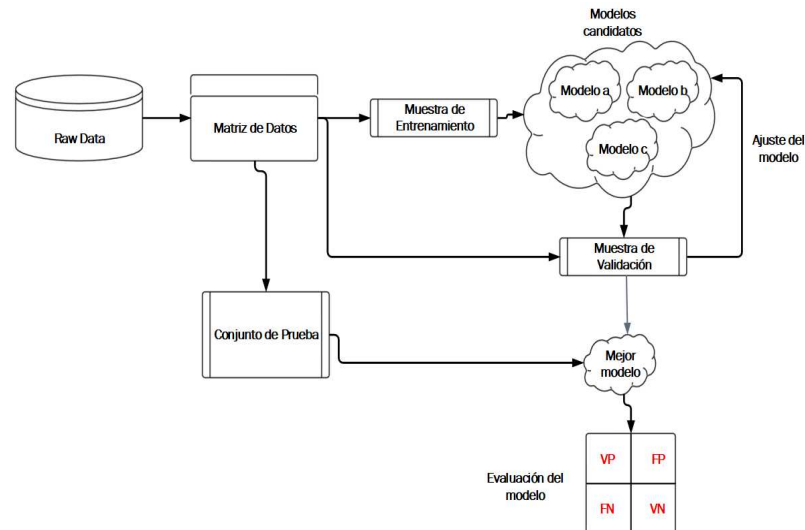 Modelos
candidatos
Modelo a
Modelo b
Modelo c
Raw Data
Matriz de Datos
Muestra de
Entrenamiento
Ajuste del
modelo
Muestra de
Validación
Conjunto de Prueba
Mejor
modelo
Evaluación del
modelo
VP
FP
FN
VN